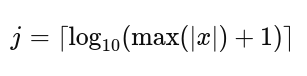 j = ⌈log₁₀(max(|x|) + 1)⌉